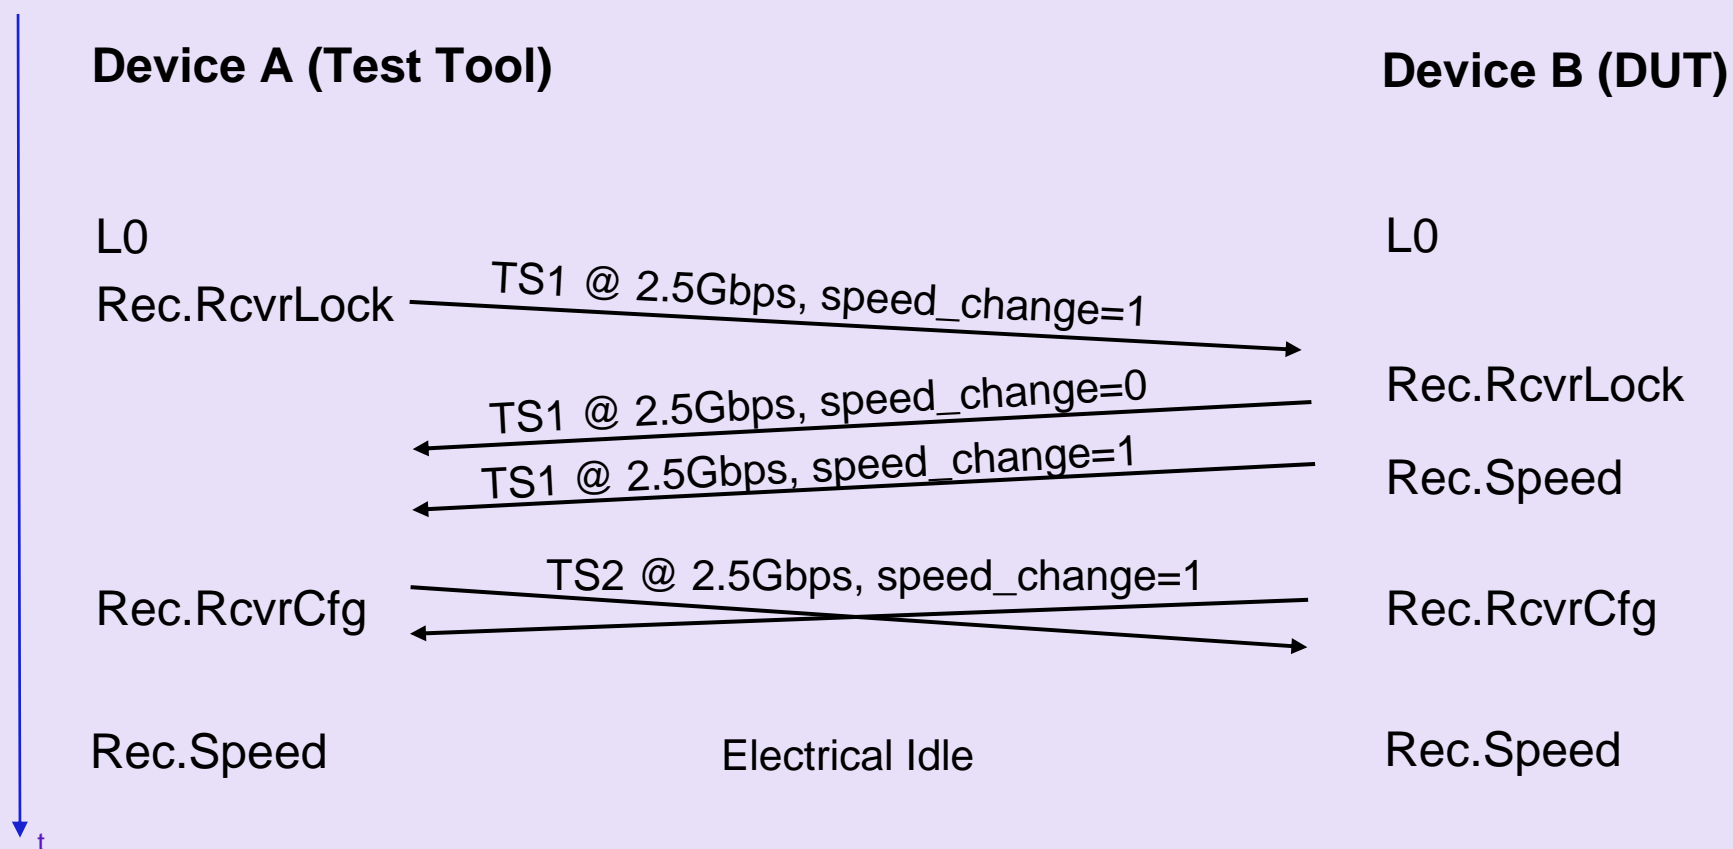 Device A (Test Tool)
Device B (DUT)
L0
L0
Rec.RcvrLock
TS1 @ 2.5Gbps, speed_change=1
Rec.RcvrLock
TS1 @ 2.5Gbps, speed_change=0
TS1 @ 2.5Gbps, speed_change=1
Rec.Speed
TS2 @ 2.5Gbps, speed_change=1
Rec.RcvrCfg
Rec.RcvrCfg
Rec.Speed
Electrical Idle
Rec.Speed
t